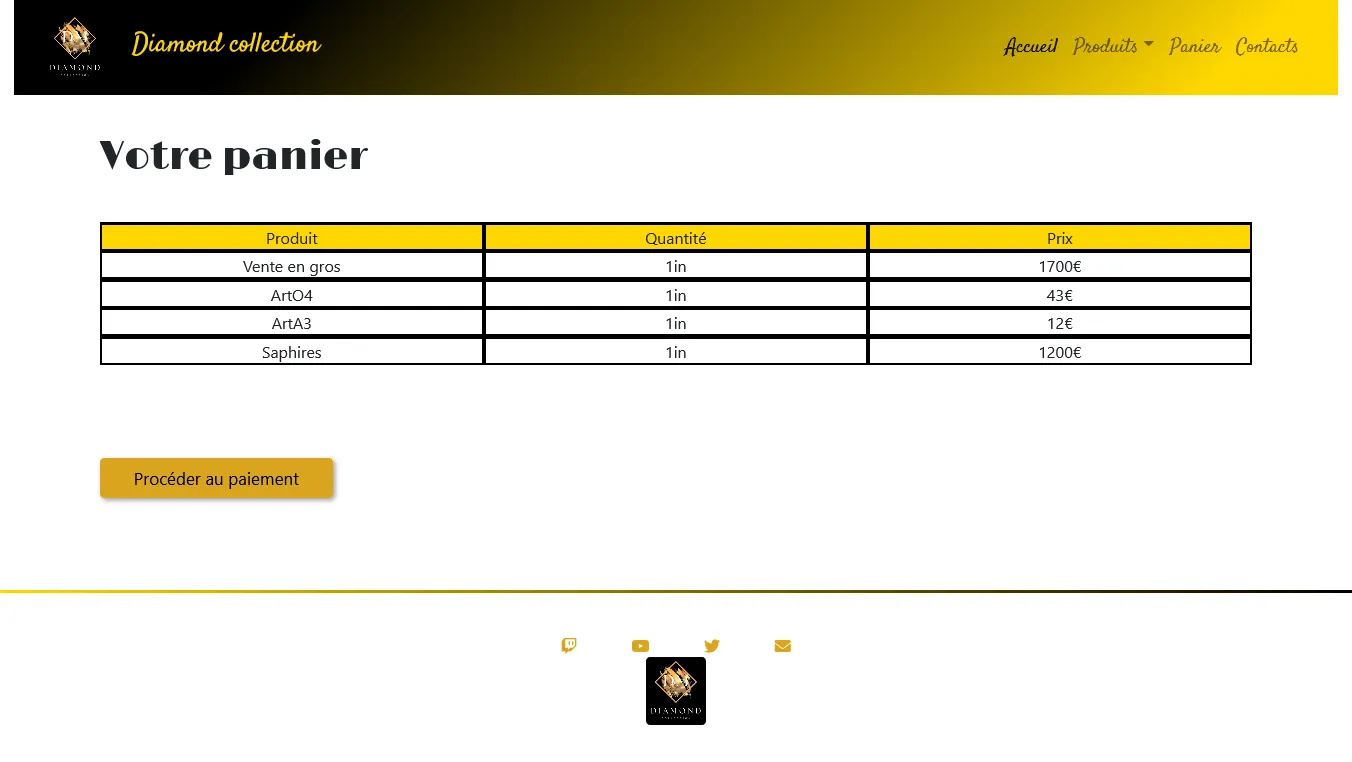 DIAMOND
Diamond collection
Accueil Produits Panier Contacts
Votre panier
Produit Quantité Prix
Vente en gros 1in 1700€
ArtO4 1in 43€
ArtA3 1in 12€
Saphires 1in 1200€
Procéder au paiement
DIAMOND